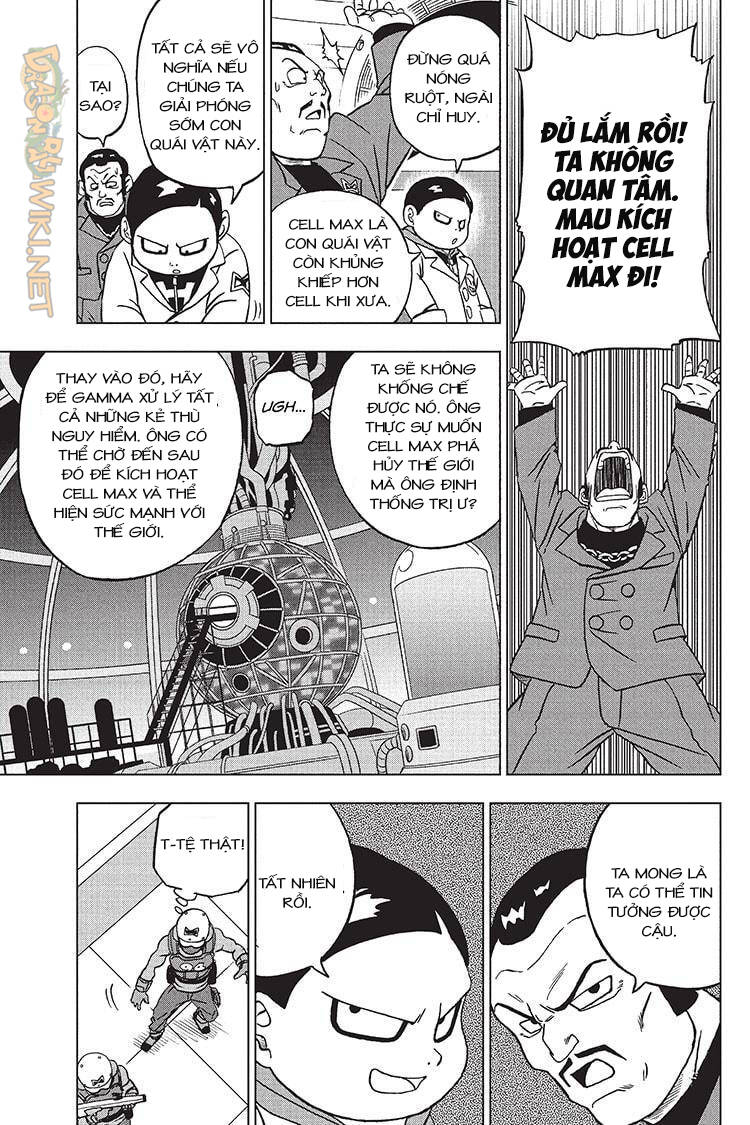 ĐỦ LẮM RỒI!
TA KHÔNG
QUAN TÂM.
MAU KÍCH
HOẠT CELL
MAX ĐI!
ĐỪNG QUÁ
NÓNG
RUỘT, NGÀI
CHỈ HUY.
CELL MAX LÀ
CON QUÁI VẬT
CÒN KHỦNG
KHIẾP HƠN
CELL KHI XƯA.
TẤT CẢ SẼ VÔ
NGHĨA NẾU
CHÚNG TA
GIẢI PHÓNG
SỚM CON
QUÁI VẬT NÀY.
TẠI
SAO?
TA SẼ KHÔNG
KHỐNG CHẾ
ĐƯỢC NÓ. ÔNG
THỰC SỰ MUỐN
CELL MAX PHÁ
HỦY THẾ GIỚI
MÀ ÔNG ĐỊNH
THỐNG TRỊ Ư?
UGH...
THAY VÀO ĐÓ, HÃY
ĐỂ GAMMA XỬ LÝ TẤT
CẢ NHỮNG KẺ THÙ
NGUY HIỂM. ÔNG CÓ
THỂ CHỜ ĐẾN SAU
ĐÓ ĐỂ KÍCH HOẠT
CELL MAX VÀ THỂ
HIỆN SỨC MẠNH VỚI
THẾ GIỚI.
TA MONG LÀ
TA CÓ THỂ TIN
TƯỞNG ĐƯỢC
CẬU.
TẤT NHIÊN
RỒI.
T-TỆ THẬT!
DRAGON BALL
WIKI.NET